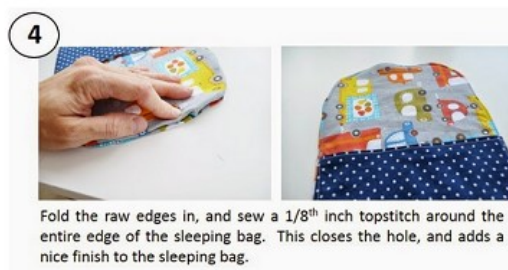 4
Fold the raw edges in, and sew a 1/8th inch topstitch around the
entire edge of the sleeping bag. This closes the hole, and adds a
nice finish to the sleeping bag.